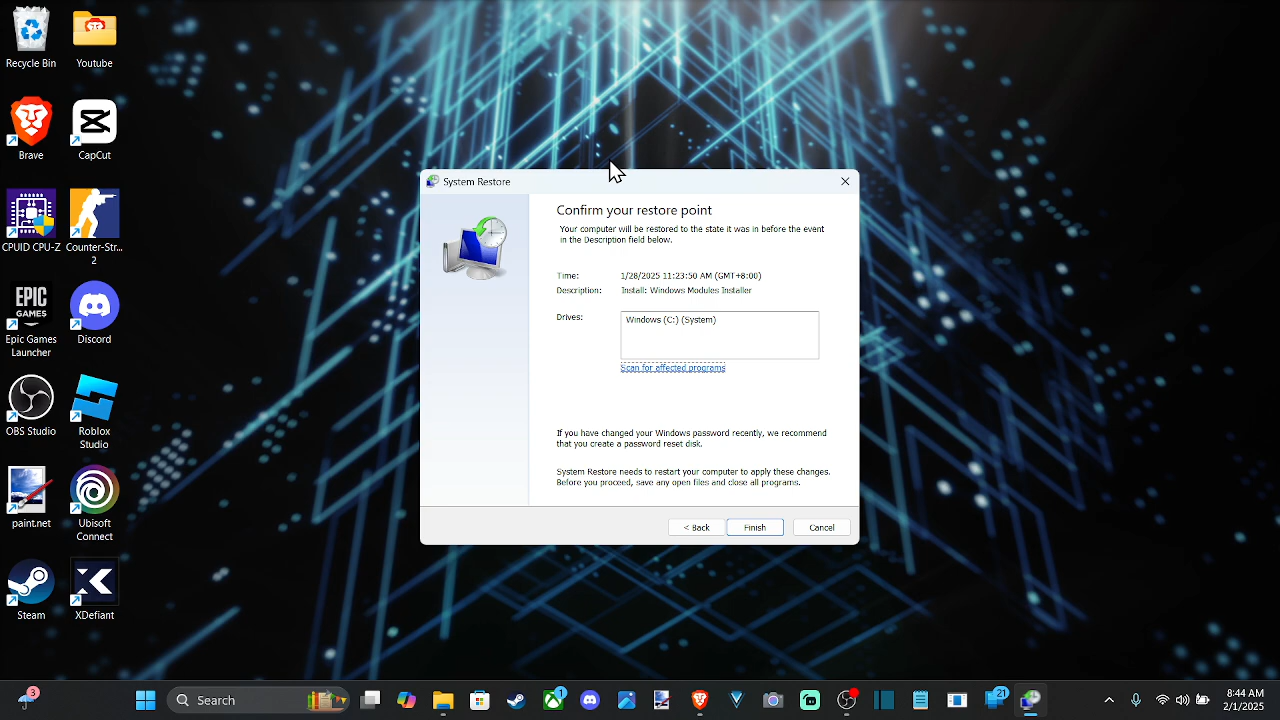 Recycle Bin
Youtube
Brave
CapCut
CPUID CPU-Z
Counter-Str...
2
EPIC
GAMES
Epic Games
Launcher
Discord
OBS Studio
Roblox
Studio
paint.net
Ubisoft
Connect
Steam
XDefiant
System Restore
Confirm your restore point
Your computer will be restored to the state it was in before the event
in the Description field below.
Time: 1/28/2025 11:23:50 AM (GMT+8:00)
Description: Install: Windows Modules Installer
Drives: Windows (C:) (System)
Scan for affected programs
If you have changed your Windows password recently, we recommend
that you create a password reset disk.
System Restore needs to restart your computer to apply these changes.
Before you proceed, save any open files and close all programs.
< Back Finish Cancel
3
Search
1
21
8:44 AM
2/1/2025